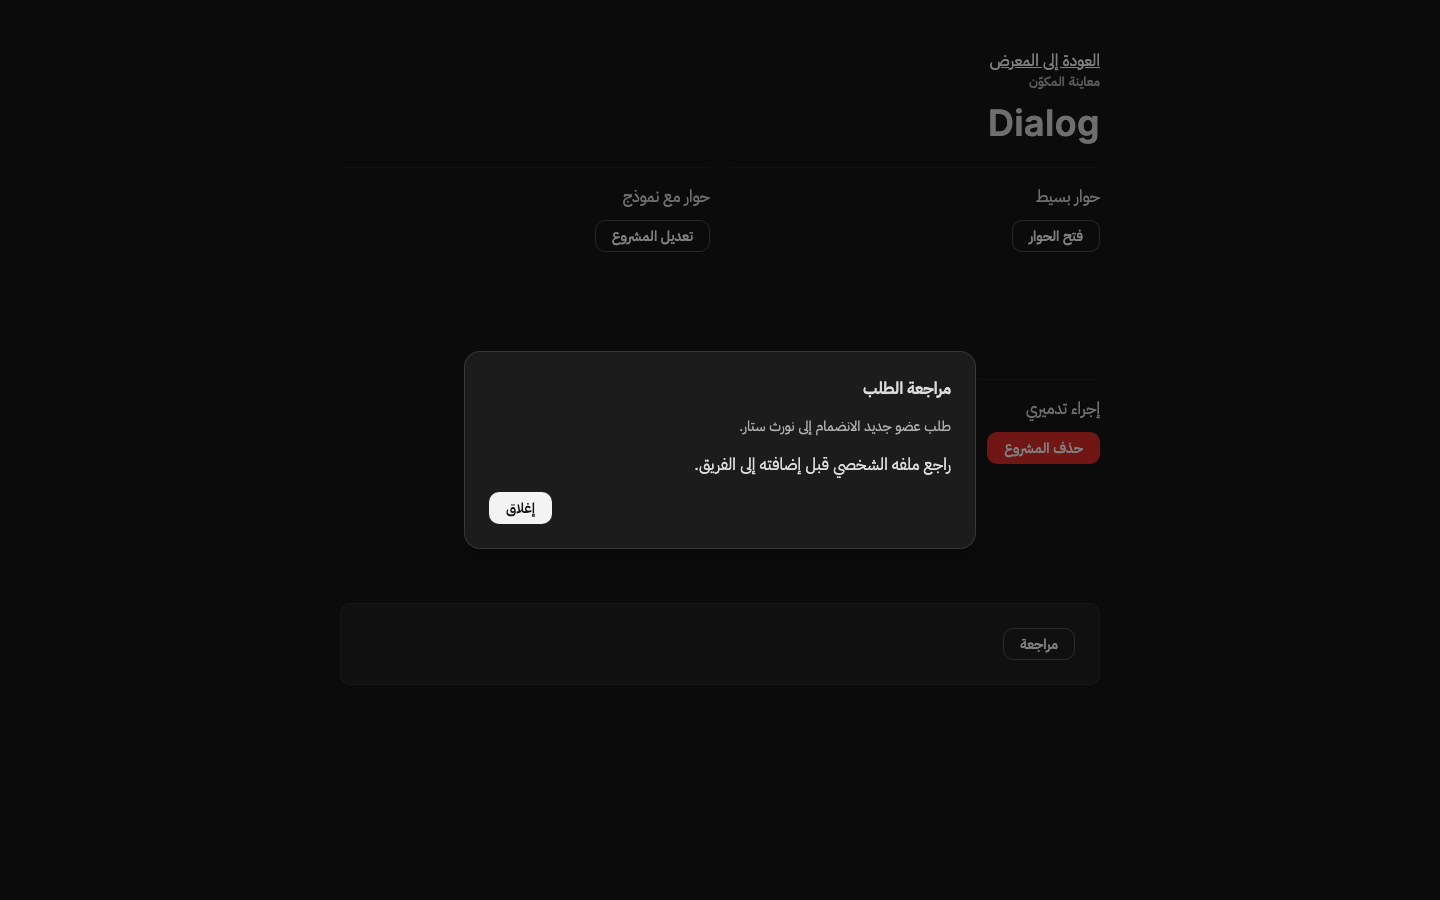 العودة إلى المعرض
معاينة المكوّن
Dialog
حوار بسيط
فتح الحوار
حوار مع نموذج
تعديل المشروع
إجراء تدميري
حذف المشروع
مراجعة الطلب
طلب عضو جديد الانضمام إلى نورث ستار.
راجع ملفه الشخصي قبل إضافته إلى الفريق.
إغلاق
مراجعة